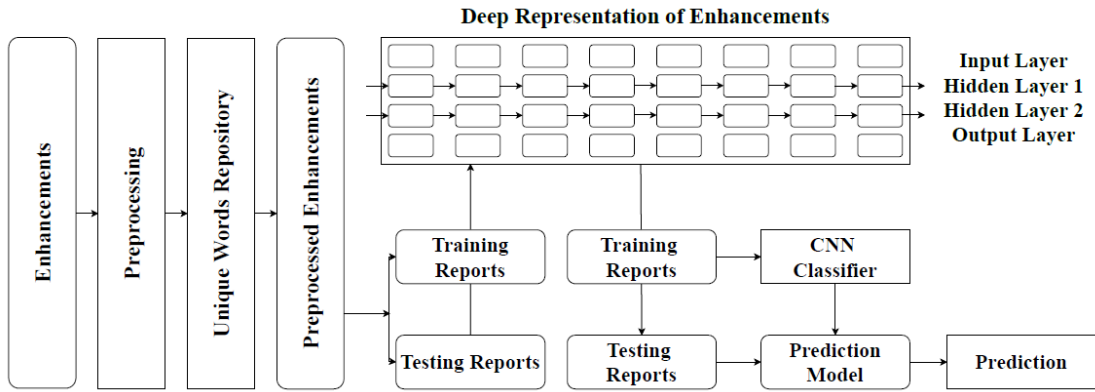 Deep Representation of Enhancements
Input Layer
Hidden Layer 1
Hidden Layer 2
Output Layer
Enhancements
Preprocessing
Unique Words Repository
Preprocessed Enhancements
Training
Reports
Training
Reports
CNN
Classifier
Testing Reports
Testing
Reports
Prediction
Model
Prediction